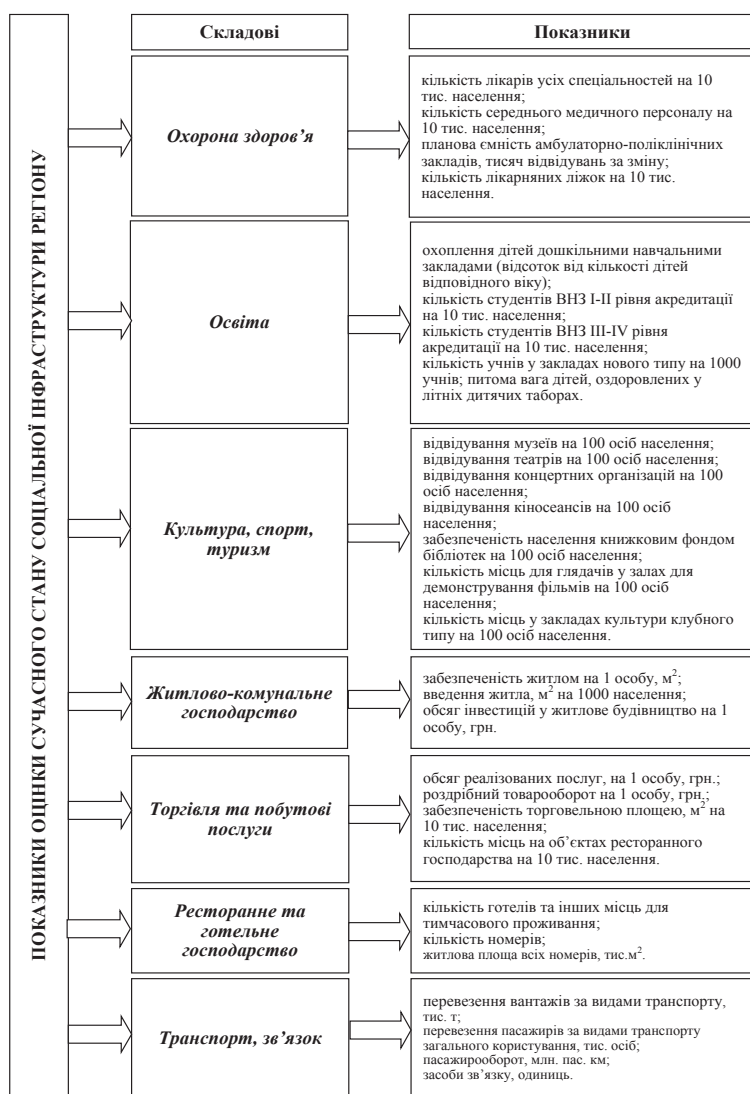 ПОКАЗНИКИ ОЦІНКИ СУЧАСНОГО СТАНУ СОЦІАЛЬНОЇ ІНФРАСТРУКТУРИ РЕГІОНУ
Складові
Показники
Охорона здоров’я
кількість лікарів усіх спеціальностей на 10
тис. населення;
кількість середнього медичного персоналу на
10 тис. населення;
планова ємність амбулаторно-поліклінічних
закладів, тисяч відвідувань за зміну;
кількість лікарняних ліжок на 10 тис.
населення.
Освіта
охоплення дітей дошкільними навчальними
закладами (відсоток від кількості дітей
відповідного віку);
кількість студентів ВНЗ І-ІІ рівня акредитації
на 10 тис. населення;
кількість студентів ВНЗ ІІІ-ІV рівня
акредитації на 10 тис. населення;
кількість учнів у закладах нового типу на 1000
учнів; питома вага дітей, оздоровлених у
літніх дитячих таборах.
Культура, спорт,
туризм
відвідування музеїв на 100 осіб населення;
відвідування театрів на 100 осіб населення;
відвідування концертних організацій на 100
осіб населення;
відвідування кіносеансів на 100 осіб
населення;
забезпеченість населення книжковим фондом
бібліотек на 100 осіб населення;
кількість місць для глядачів у залах для
демонстрування фільмів на 100 осіб
населення;
кількість місць у закладах культури клубного
типу на 100 осіб населення.
Житлово-комунальне
господарство
забезпеченість житлом на 1 особу, м²;
введення житла, м² на 1000 населення;
обсяг інвестицій у житлове будівництво на 1
особу, грн.
Торгівля та побутові
послуги
обсяг реалізованих послуг, на 1 особу, грн.;
роздрібний товарооборот на 1 особу, грн.;
забезпеченість торговельною площею, м² на
10 тис. населення;
кількість місць на об’єктах ресторанного
господарства на 10 тис. населення.
Ресторанне та
готельне
господарство
кількість готелів та інших місць для
тимчасового проживання;
кількість номерів;
житлова площа всіх номерів, тис.м².
Транспорт, зв’язок
перевезення вантажів за видами транспорту,
тис. т;
перевезення пасажирів за видами транспорту
загального користування, тис. осіб;
пасажирооборот, млн. пас. км;
засоби зв’язку, одиниць.